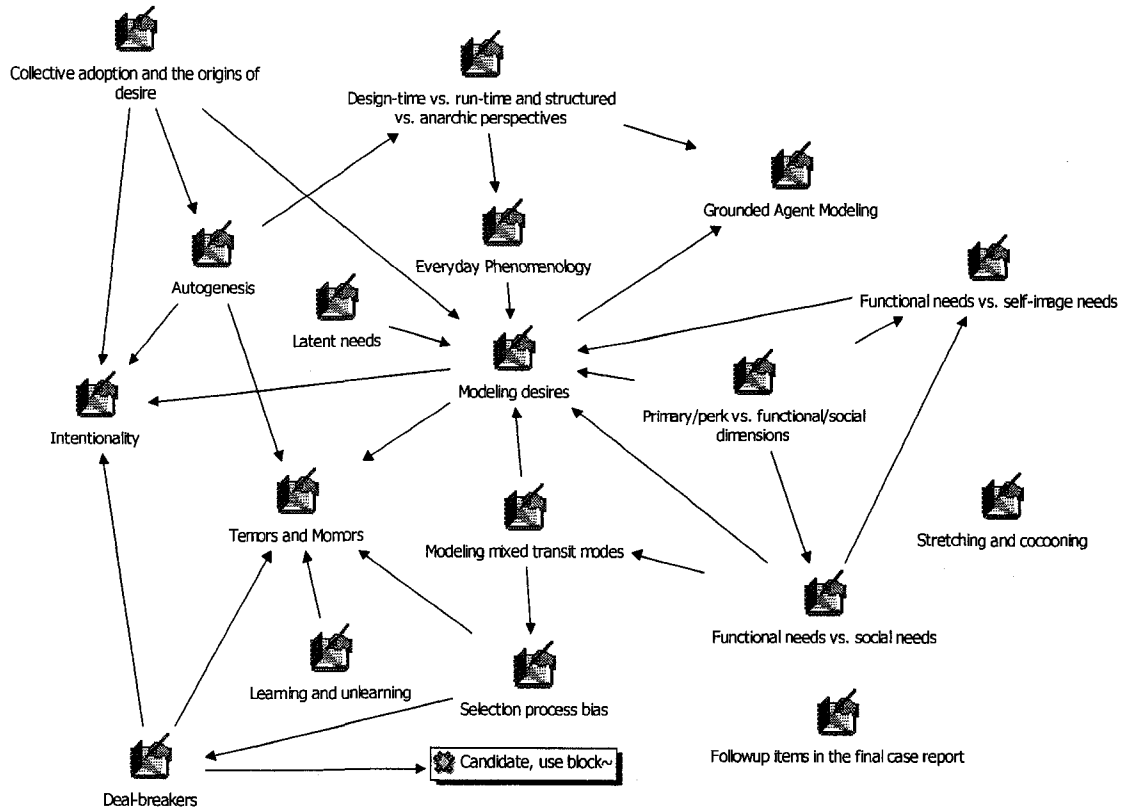 Collective adoption and the origins of
desire
Design-time vs. run-time and structured
vs. anarchic perspectives
Grounded Agent Modeling
Autogenesis
Everyday Phenomenology
Functional needs vs. self-image needs
Latent needs
Modeling desires
Primary/perk vs. functional/social
dimensions
Intentionality
Terrors and Morrors
Modeling mixed transit modes
Stretching and cocooning
Functional needs vs. social needs
Learning and unlearning
Selection process bias
Followup items in the final case report
Candidate, use block~
Deal-breakers